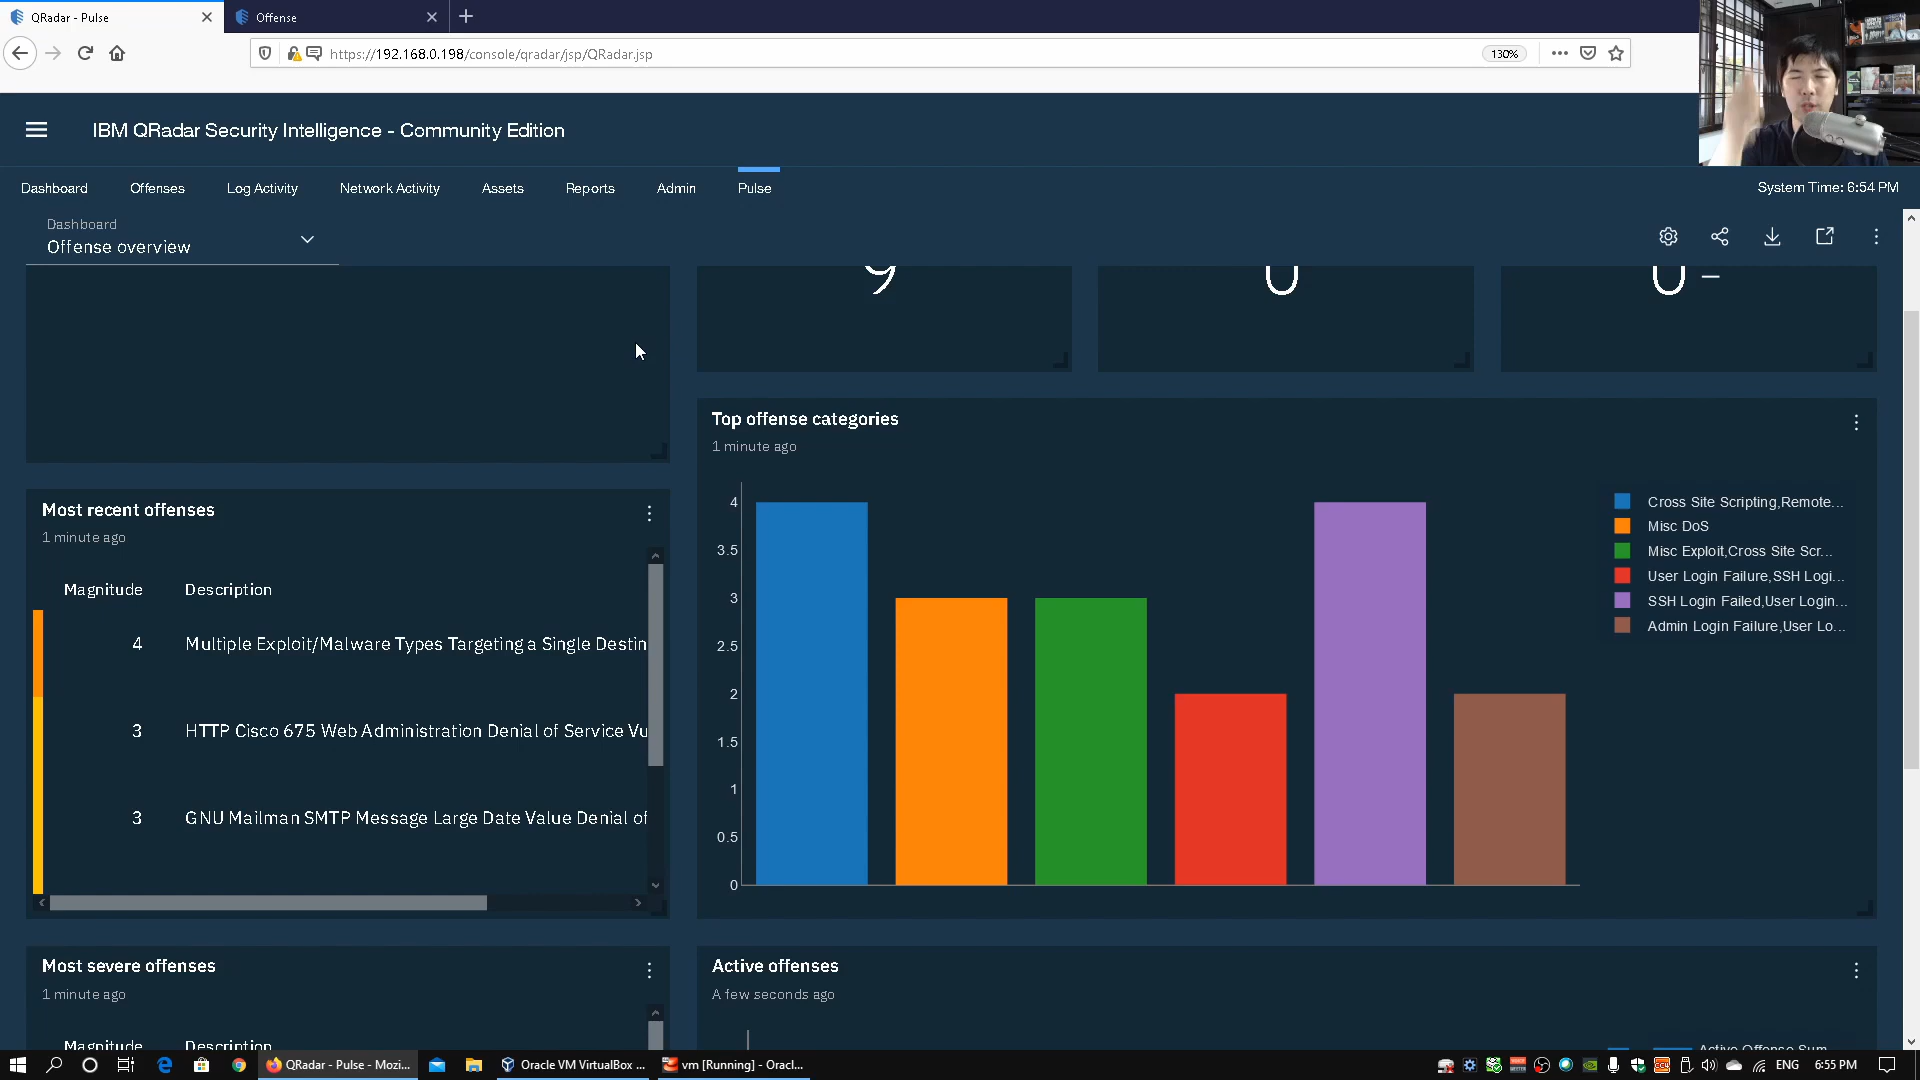 QRadar - Pulse
Offense
https://192.168.0.198/console/qradar/jsp/QRadar.jsp
130%
IBM QRadar Security Intelligence - Community Edition
Dashboard
Offenses
Log Activity
Network Activity
Assets
Reports
Admin
Pulse
System Time: 6:54 PM
Dashboard
Offense overview
9
0
0 –
Most recent offenses
1 minute ago
Magnitude
Description
4
Multiple Exploit/Malware Types Targeting a Single Destin
3
HTTP Cisco 675 Web Administration Denial of Service Vu
3
GNU Mailman SMTP Message Large Date Value Denial of
Top offense categories
1 minute ago
4
3.5
3
2.5
2
1.5
1
0.5
0
Cross Site Scripting,Remote...
Misc DoS
Misc Exploit,Cross Site Scr...
User Login Failure,SSH Logi...
SSH Login Failed,User Login...
Admin Login Failure,User Lo...
Most severe offenses
1 minute ago
Magnitude
Description
Active offenses
A few seconds ago
Active Offense Sum
QRadar - Pulse - Mozi...
Oracle VM VirtualBox ...
vm [Running] - Oracl...
ENG
6:55 PM